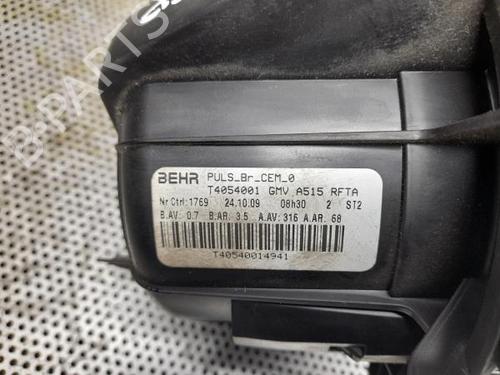 BEHR PULS_Br_CEM_0
T4054001 GMV A515 RFTA
Nr Ctrl:1769 24.10.09 08h30 2 ST2
B.AV: 0.7 B.AR: 3.5 A.AV: 316 A.AR: 68
T40540014941